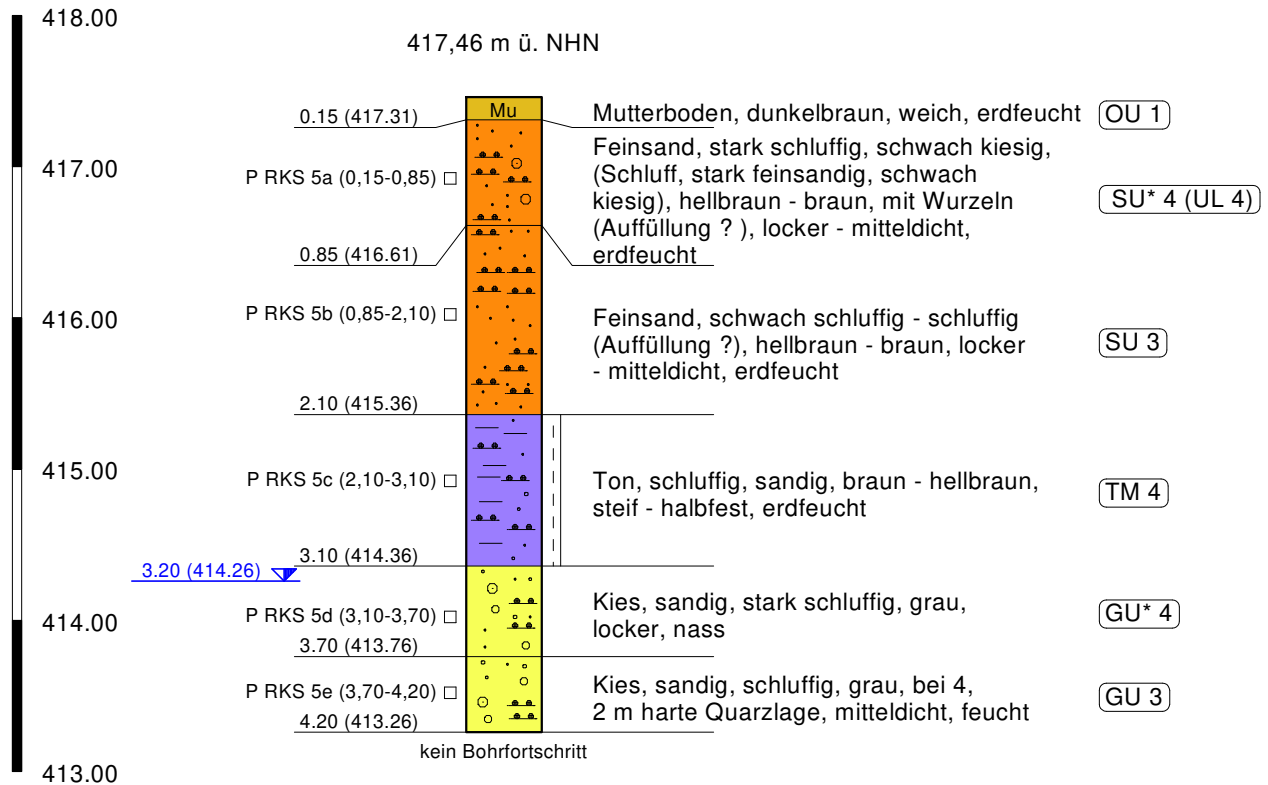 418.00
417,46 m ü. NHN
Mu
0.15 (417.31)
Mutterboden, dunkelbraun, weich, erdfeucht
OU 1
417.00
P RKS 5a (0,15-0,85)
Feinsand, stark schluffig, schwach kiesig,
(Schluff, stark feinsandig, schwach
kiesig), hellbraun - braun, mit Wurzeln
(Auffüllung ? ), locker - mitteldicht,
erdfeucht
SU* 4 (UL 4)
0.85 (416.61)
416.00
P RKS 5b (0,85-2,10)
Feinsand, schwach schluffig - schluffig
(Auffüllung ?), hellbraun - braun, locker
- mitteldicht, erdfeucht
SU 3
2.10 (415.36)
415.00
P RKS 5c (2,10-3,10)
Ton, schluffig, sandig, braun - hellbraun,
steif - halbfest, erdfeucht
TM 4
3.10 (414.36)
3.20 (414.26)
414.00
P RKS 5d (3,10-3,70)
Kies, sandig, stark schluffig, grau,
locker, nass
GU* 4
3.70 (413.76)
P RKS 5e (3,70-4,20)
Kies, sandig, schluffig, grau, bei 4,
2 m harte Quarzlage, mitteldicht, feucht
GU 3
4.20 (413.26)
kein Bohrfortschritt
413.00